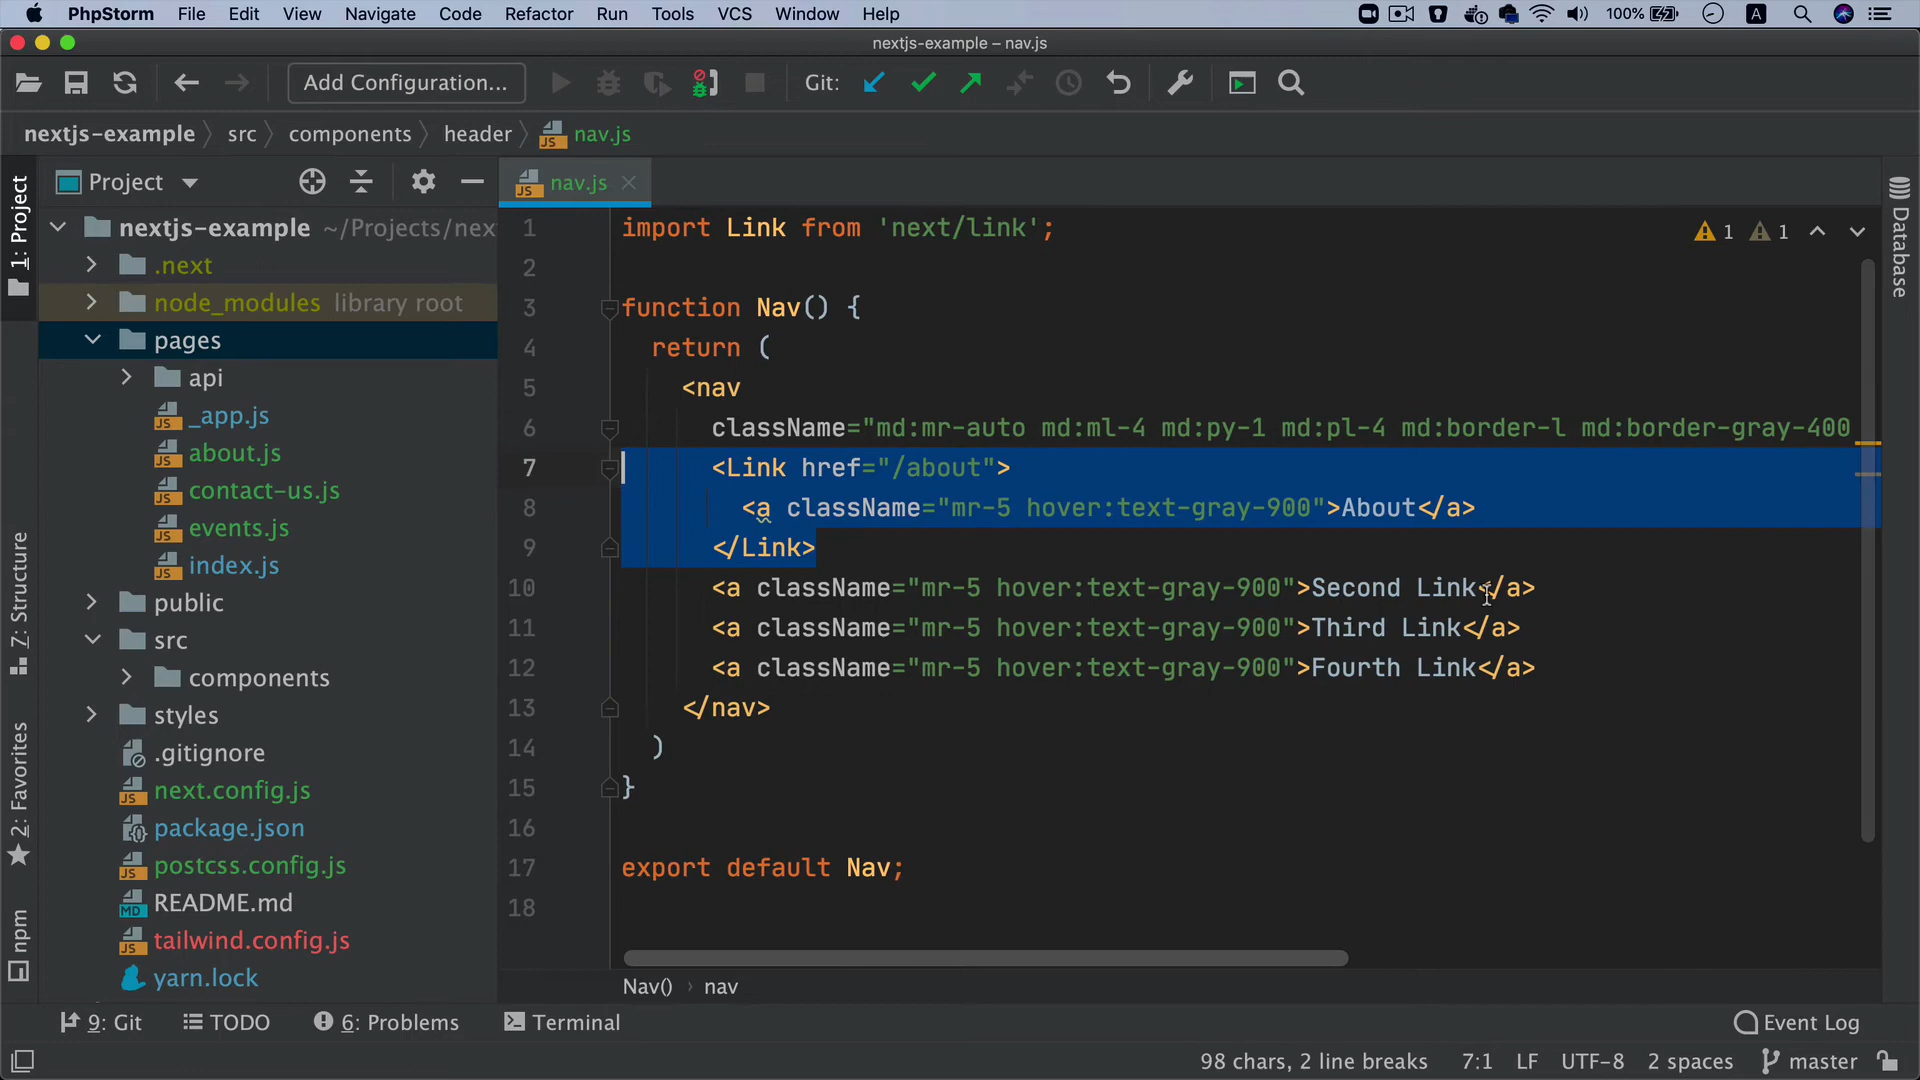 PhpStorm File Edit View Navigate Code Refactor Run Tools VCS Window Help 100% A
nextjs-example – nav.js
Add Configuration... Git:
nextjs-example src components header nav.js
1: Project
Project
nav.js
nextjs-example ~/Projects/nex
.next
node_modules library root
pages
api
_app.js
about.js
contact-us.js
events.js
index.js
public
src
components
styles
.gitignore
next.config.js
package.json
postcss.config.js
README.md
tailwind.config.js
yarn.lock
Z: Structure
2: Favorites
npm
1 import Link from 'next/link';
2
3 function Nav() {
4 return (
5 <nav
6 className="md:mr-auto md:ml-4 md:py-1 md:pl-4 md:border-l md:border-gray-400
7 <Link href="/about">
8 <a className="mr-5 hover:text-gray-900">About</a>
9 </Link>
10 <a className="mr-5 hover:text-gray-900">Second Link</a>
11 <a className="mr-5 hover:text-gray-900">Third Link</a>
12 <a className="mr-5 hover:text-gray-900">Fourth Link</a>
13 </nav>
14 )
15 }
16
17 export default Nav;
18
1 1
Database
Nav() › nav
9: Git TODO 6: Problems Terminal Event Log
98 chars, 2 line breaks 7:1 LF UTF-8 2 spaces master